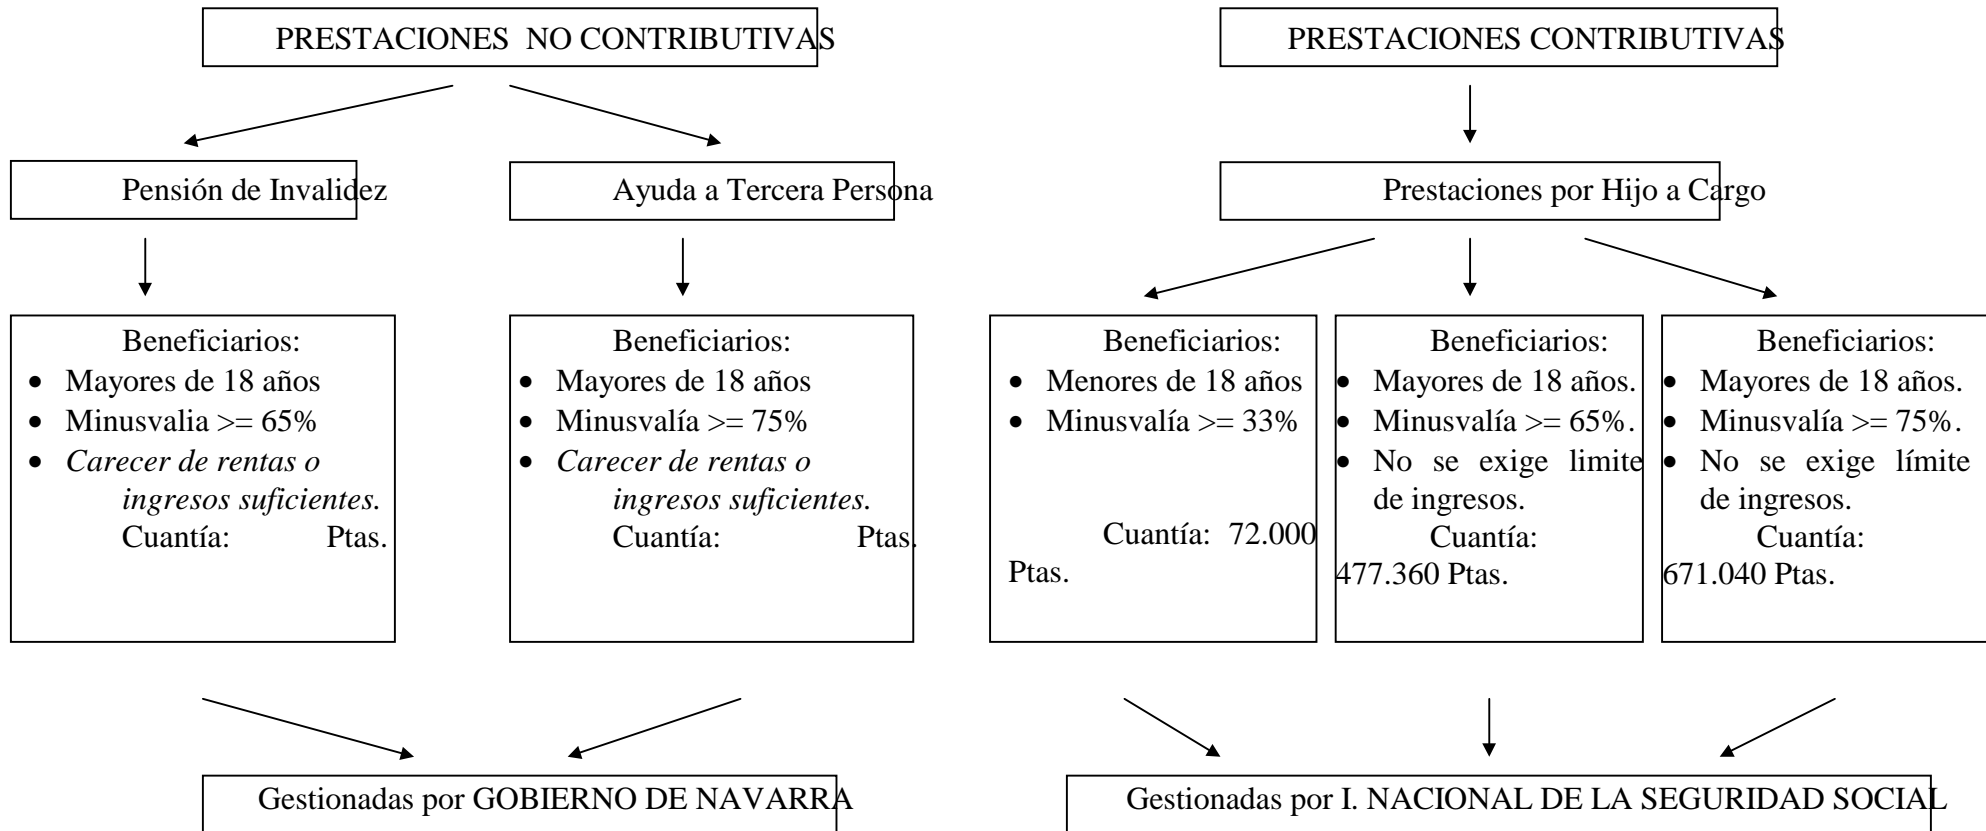 PRESTACIONES NO CONTRIBUTIVAS
PRESTACIONES CONTRIBUTIVAS
Pensión de Invalidez
Ayuda a Tercera Persona
Prestaciones por Hijo a Cargo
Beneficiarios:
• Mayores de 18 años
• Minusvalia >= 65%
• Carecer de rentas o
ingresos suficientes.
Cuantía: Ptas.
Beneficiarios:
• Mayores de 18 años
• Minusvalía >= 75%
• Carecer de rentas o
ingresos suficientes.
Cuantía: Ptas.
Beneficiarios:
• Menores de 18 años
• Minusvalía >= 33%
Cuantía: 72.000
Ptas.
Beneficiarios:
• Mayores de 18 años.
• Minusvalía >= 65%.
• No se exige limite
de ingresos.
Cuantía:
477.360 Ptas.
Beneficiarios:
• Mayores de 18 años.
• Minusvalía >= 75%.
• No se exige límite
de ingresos.
Cuantía:
671.040 Ptas.
Gestionadas por GOBIERNO DE NAVARRA
Gestionadas por I. NACIONAL DE LA SEGURIDAD SOCIAL